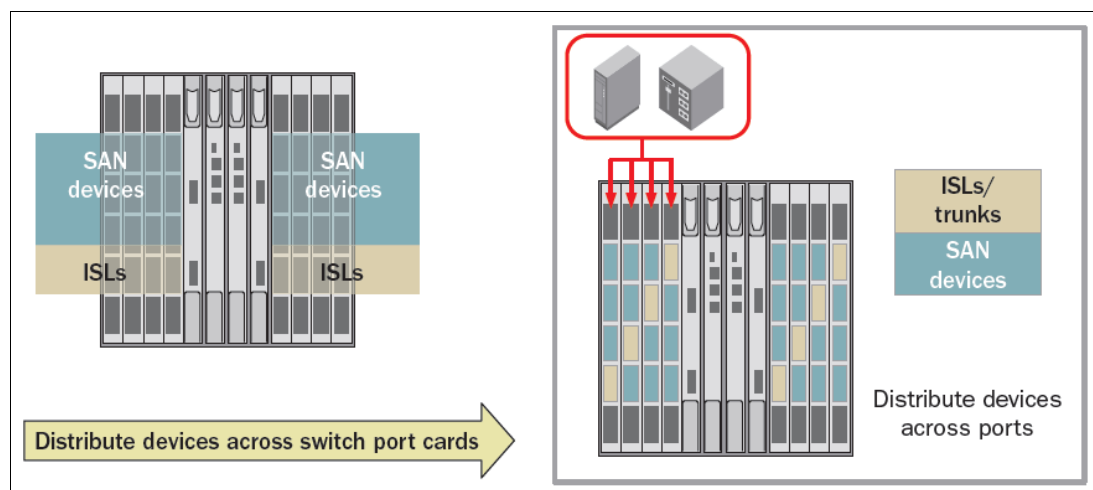 SAN
devices
SAN
devices
ISLs
ISLs
Distribute devices across switch port cards
ISLs/
trunks
SAN
devices
Distribute devices
across ports